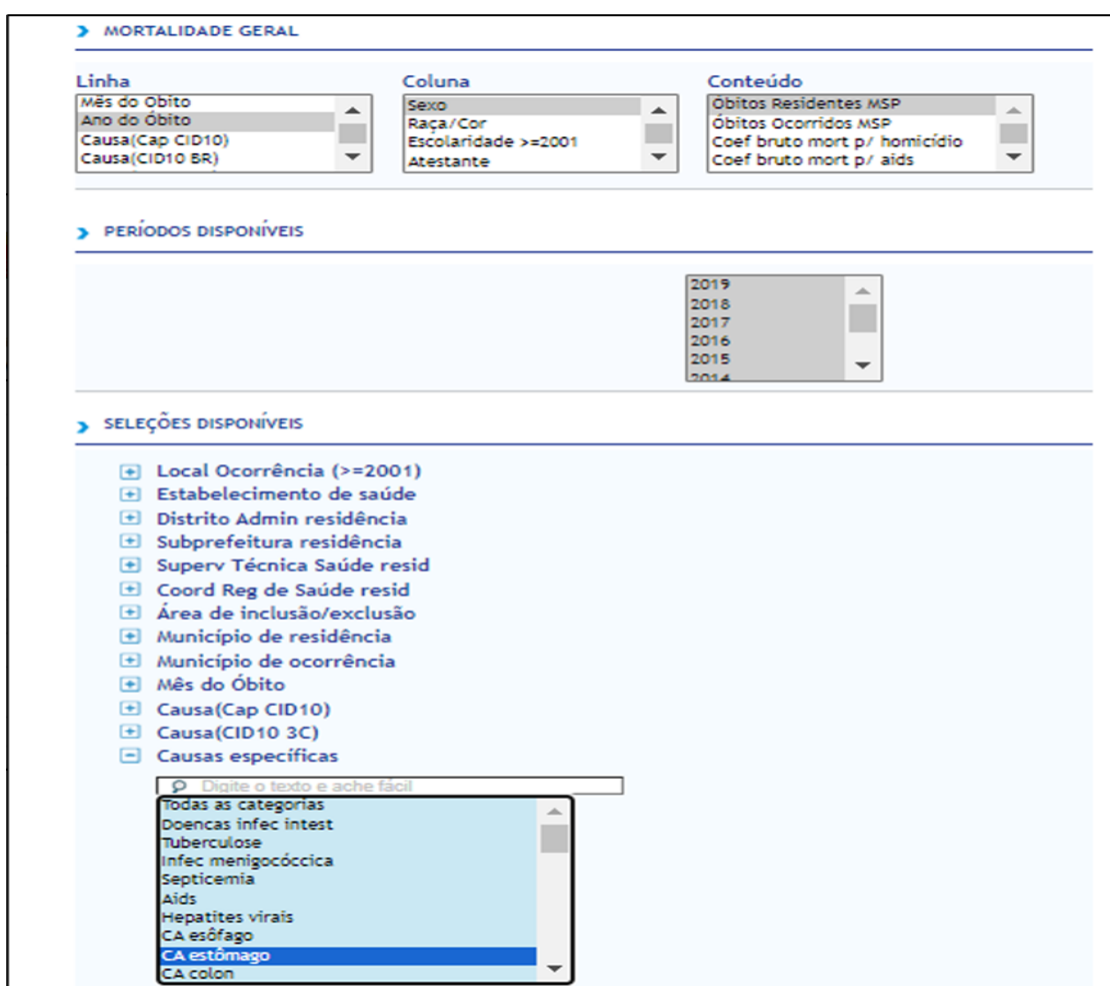 MORTALIDADE GERAL
Linha Coluna Conteúdo
Mês do Óbito Sexo Óbitos Residentes MSP
Ano do Óbito Raça/Cor Óbitos Ocorridos MSP
Causa(Cap CID10) Escolaridade >=2001 Coef bruto mort p/ homicídio
Causa(CID10 BR) Atestante Coef bruto mort p/ aids
PERÍODOS DISPONÍVEIS
2019
2018
2017
2016
2015
2014
SELEÇÕES DISPONÍVEIS
Local Ocorrência (>=2001)
Estabelecimento de saúde
Distrito Admin residência
Subprefeitura residência
Superv Técnica Saúde resid
Coord Reg de Saúde resid
Área de inclusão/exclusão
Município de residência
Município de ocorrência
Mês do Óbito
Causa(Cap CID10)
Causa(CID10 3C)
Causas específicas
Digite o texto e ache fácil
Todas as categorias
Doencas infec intest
Tuberculose
Infec menigocóccica
Septicemia
Aids
Hepatites virais
CA esôfago
CA estômago
CA colon